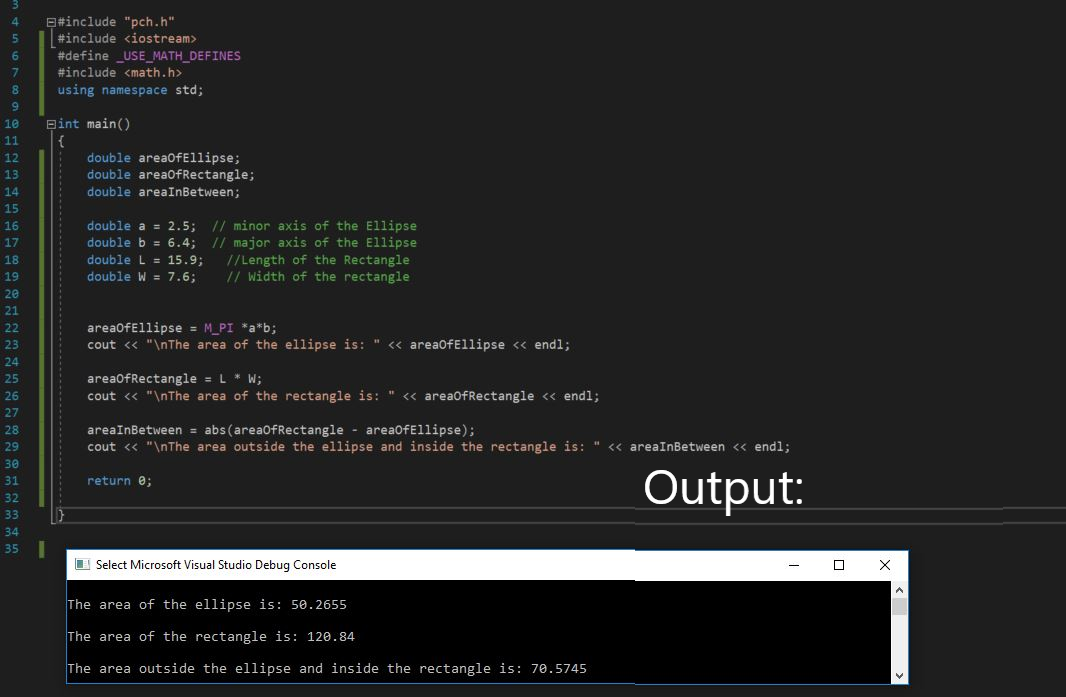 3
4 #include "pch.h"
5 #include <iostream>
6 #define _USE_MATH_DEFINES
7 #include <math.h>
8 using namespace std;
9
10 int main()
11 {
12 double areaOfEllipse;
13 double areaOfRectangle;
14 double areaInBetween;
15
16 double a = 2.5; // minor axis of the Ellipse
17 double b = 6.4; // major axis of the Ellipse
18 double L = 15.9; //Length of the Rectangle
19 double W = 7.6; // Width of the rectangle
20
21
22 areaOfEllipse = M_PI *a*b;
23 cout << "\nThe area of the ellipse is: " << areaOfEllipse << endl;
24
25 areaOfRectangle = L * W;
26 cout << "\nThe area of the rectangle is: " << areaOfRectangle << endl;
27
28 areaInBetween = abs(areaOfRectangle - areaOfEllipse);
29 cout << "\nThe area outside the ellipse and inside the rectangle is: " << areaInBetween << endl;
30
31 return 0;
32
33 }
34
35
Output:
Select Microsoft Visual Studio Debug Console
The area of the ellipse is: 50.2655
The area of the rectangle is: 120.84
The area outside the ellipse and inside the rectangle is: 70.5745